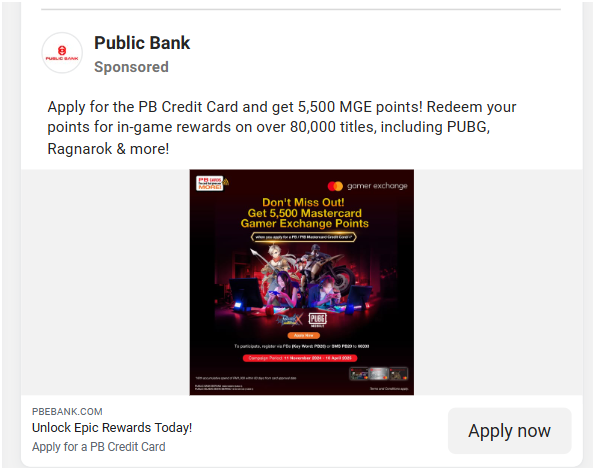 Public Bank
PUBLIC BANK
Sponsored
Apply for the PB Credit Card and get 5,500 MGE points! Redeem your
points for in-game rewards on over 80,000 titles, including PUBG,
Ragnarok & more!
PB CARDS
MORE!
gamer exchange
Don't Miss Out!
Get 5,500 Mastercard
Gamer Exchange Points
when you apply for a PB / PIB Mastercard Credit Card
PUBG
MOBILE
Apply Now
To participate, register via PBe (Key Word: PB20) or SMS PB20 to 66300
Campaign Period: 11 November 2024 - 10 April 2025
Terms and Conditions apply
PBEBANK.COM
Unlock Epic Rewards Today!
Apply for a PB Credit Card
Apply now